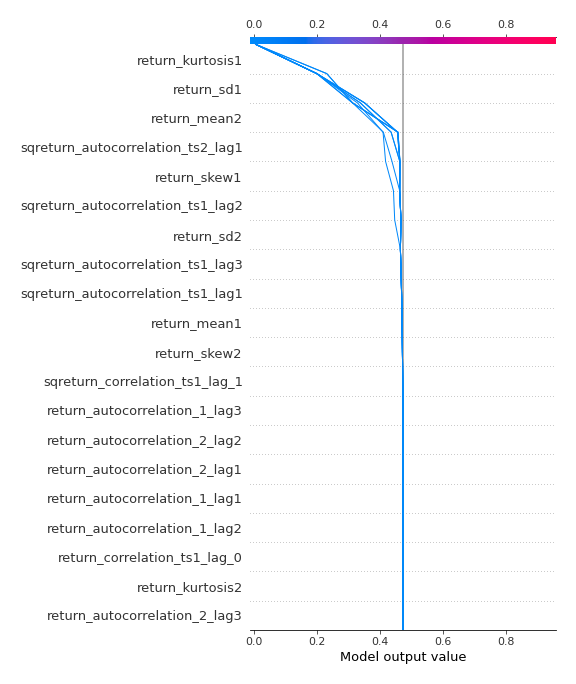 0.0 0.2 0.4 0.6 0.8
return_kurtosis1
return_sd1
return_mean2
sqreturn_autocorrelation_ts2_lag1
return_skew1
sqreturn_autocorrelation_ts1_lag2
return_sd2
sqreturn_autocorrelation_ts1_lag3
sqreturn_autocorrelation_ts1_lag1
return_mean1
return_skew2
sqreturn_correlation_ts1_lag_1
return_autocorrelation_1_lag3
return_autocorrelation_2_lag2
return_autocorrelation_2_lag1
return_autocorrelation_1_lag1
return_autocorrelation_1_lag2
return_correlation_ts1_lag_0
return_kurtosis2
return_autocorrelation_2_lag3
0.0 0.2 0.4 0.6 0.8
Model output value